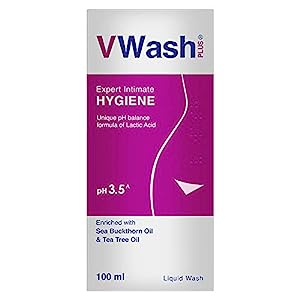 VWash PLUS®
Expert Intimate
HYGIENE
Unique pH balance
formula of Lactic Acid
pH 3.5^
Enriched with
Sea Buckthorn Oil
& Tea Tree Oil
100 ml
Liquid Wash